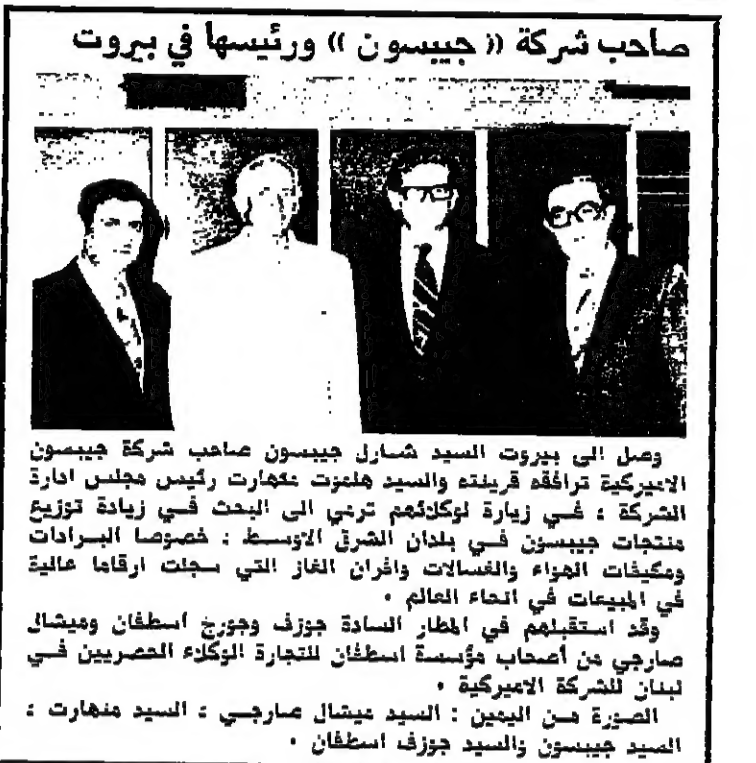 صاحب شركة (( جيبسون )) ورئيسها في بيروت
وصل الى بيروت السيد شارل جيبسون صاحب شركة جيبسون
الاميركية ترافقه قرينته والسيد هلموت منهارت رئيس مجلس ادارة
الشركة ، في زيارة لوكلائهم ترمي الى البحث في زيادة توزيع
منتجات جيبسون في بلدان الشرق الاوسط ، خصوصا البرادات
ومكيفات الهواء والغسالات وافران الغاز التي سجلت ارقاما عالية
في المبيعات في انحاء العالم .
وقد استقبلهم في المطار السادة جوزف وجورج اسطفان وميشال
صارجي من أصحاب مؤسسة اسطفان للتجارة الوكلاء الحصريين في
لبنان للشركة الاميركية .
الصورة من اليمين : السيد ميشال صارجي ، السيد منهارت ،
السيد جيبسون والسيد جوزف اسطفان .